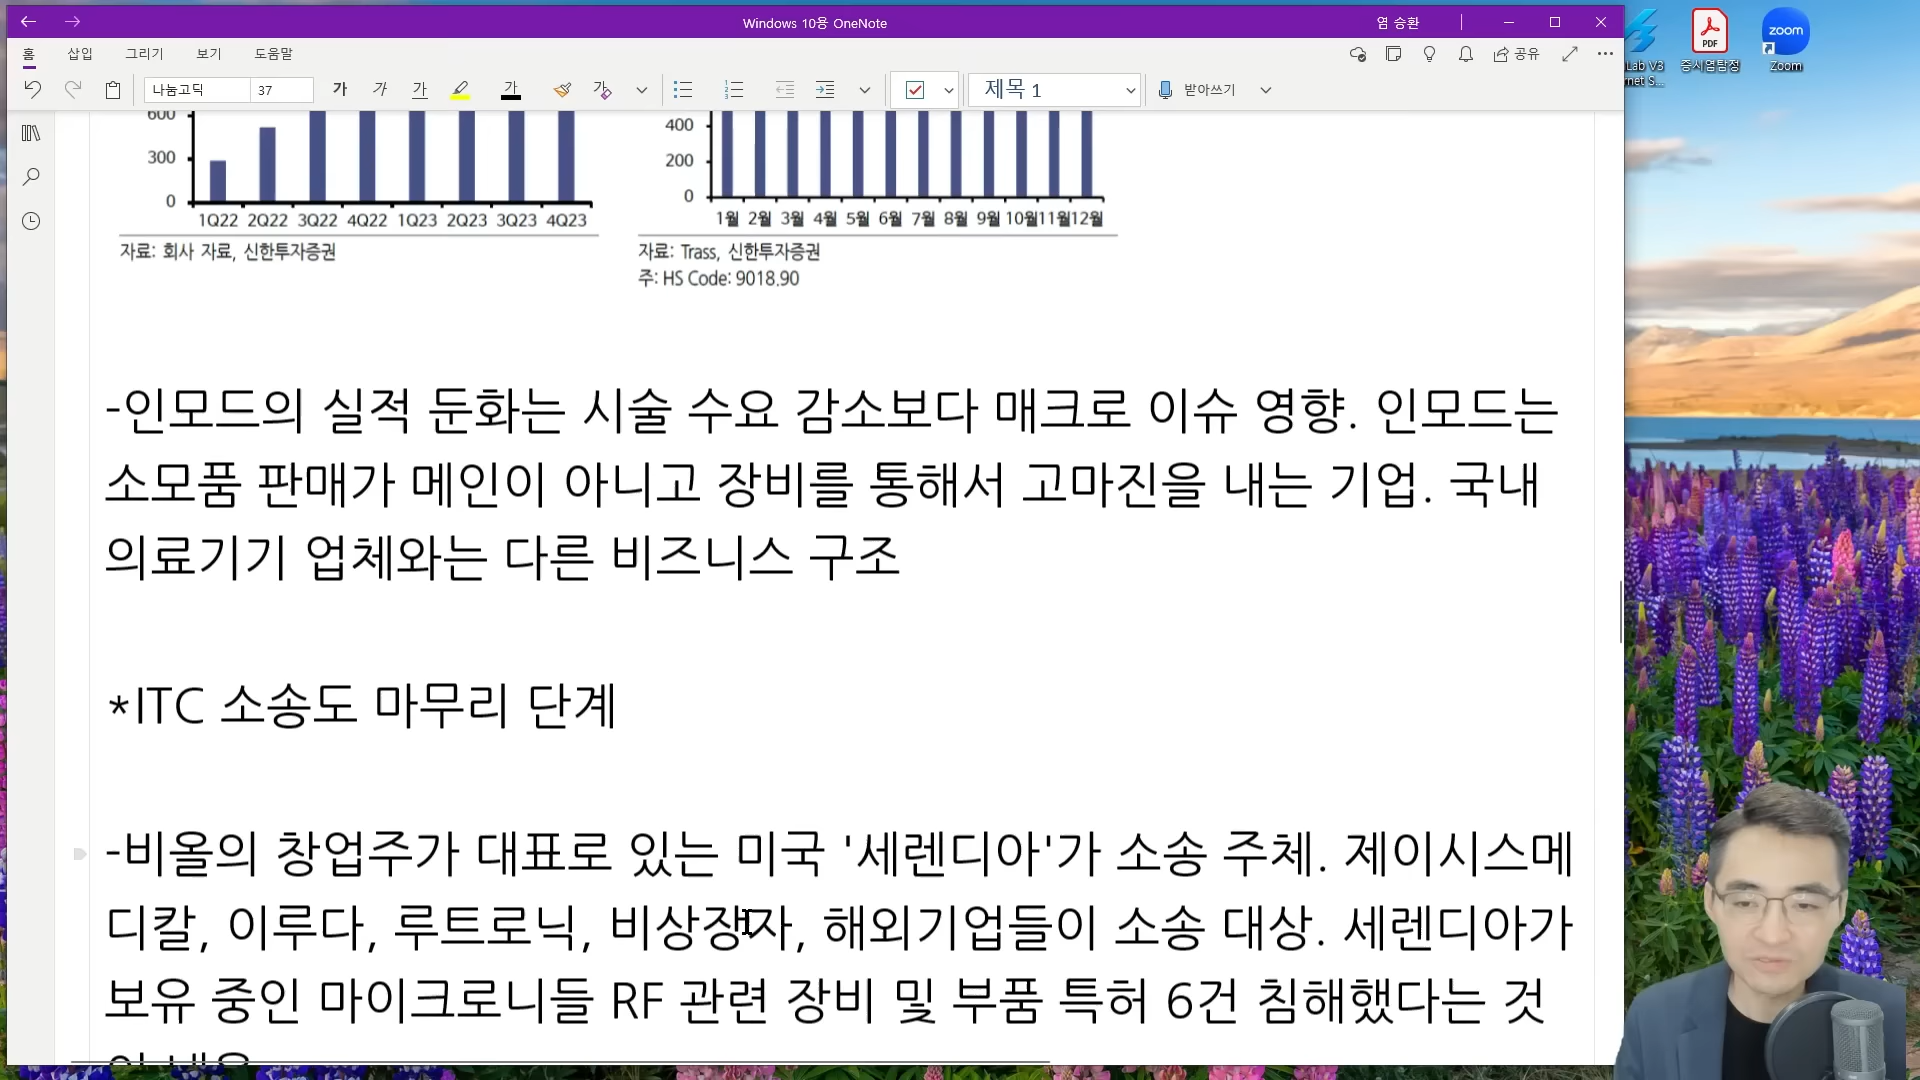 Windows 10용 OneNote
염 승환
홈 삽입 그리기 보기 도움말
공유
나눔고딕 37 가 가 가 가 가 제목 1 받아쓰기
PDF
zoom
Lab V3
net S...
증시염탐정
Zoom
600
300
0
1Q22 2Q22 3Q22 4Q22 1Q23 2Q23 3Q23 4Q23
자료: 회사 자료, 신한투자증권
400
200
0
1월 2월 3월 4월 5월 6월 7월 8월 9월 10월 11월 12월
자료: Trass, 신한투자증권
주: HS Code: 9018.90
-인모드의 실적 둔화는 시술 수요 감소보다 매크로 이슈 영향. 인모드는
소모품 판매가 메인이 아니고 장비를 통해서 고마진을 내는 기업. 국내
의료기기 업체와는 다른 비즈니스 구조
*ITC 소송도 마무리 단계
-비올의 창업주가 대표로 있는 미국 '세렌디아'가 소송 주체. 제이시스메
디칼, 이루다, 루트로닉, 비상장자, 해외기업들이 소송 대상. 세렌디아가
보유 중인 마이크로니들 RF 관련 장비 및 부품 특허 6건 침해했다는 것